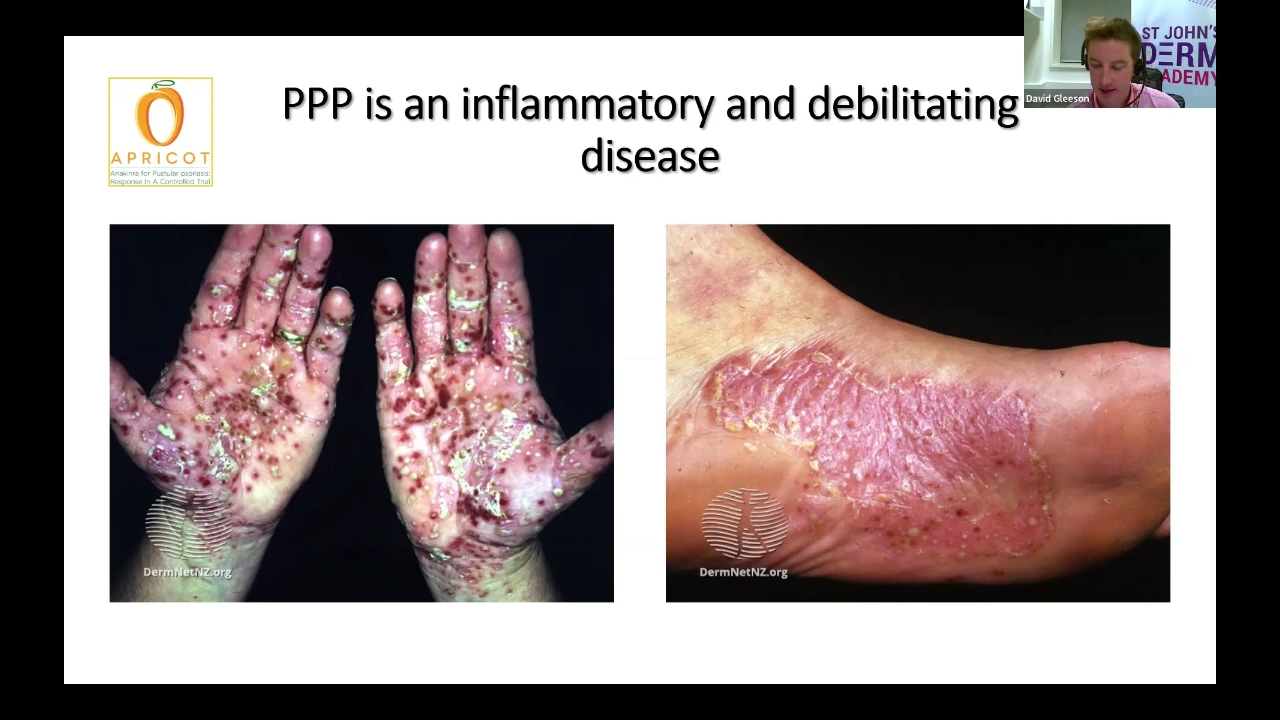 PPP is an inflammatory and debilitating
disease
APRICOT
Anakinra for Pustular psoriasis:
Response In A Controlled Trial
ST JOHN'S
DERM
ADEMY
David Gleeson
DermNetNZ.org
DermNetNZ.org